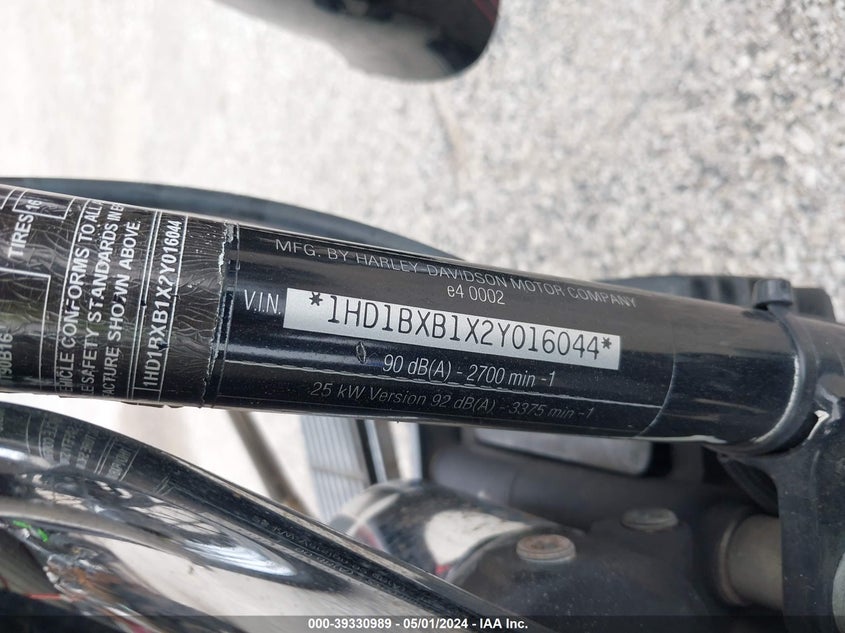 MFG. BY HARLEY-DAVIDSON MOTOR COMPANY
e4 0002
V.I.N. *1HD1BXB1X2Y016044*
90 dB(A) - 2700 min -1
25 kW Version 92 dB(A) - 3375 min -1
TIRES 16
90B16
VEHICLE CONFORMS TO ALL
SAFETY STANDARDS IN E
FACTURE SHOWN ABOVE.
1HD1BXB1X2Y016044
000-39330989 - 05/01/2024 - IAA Inc.